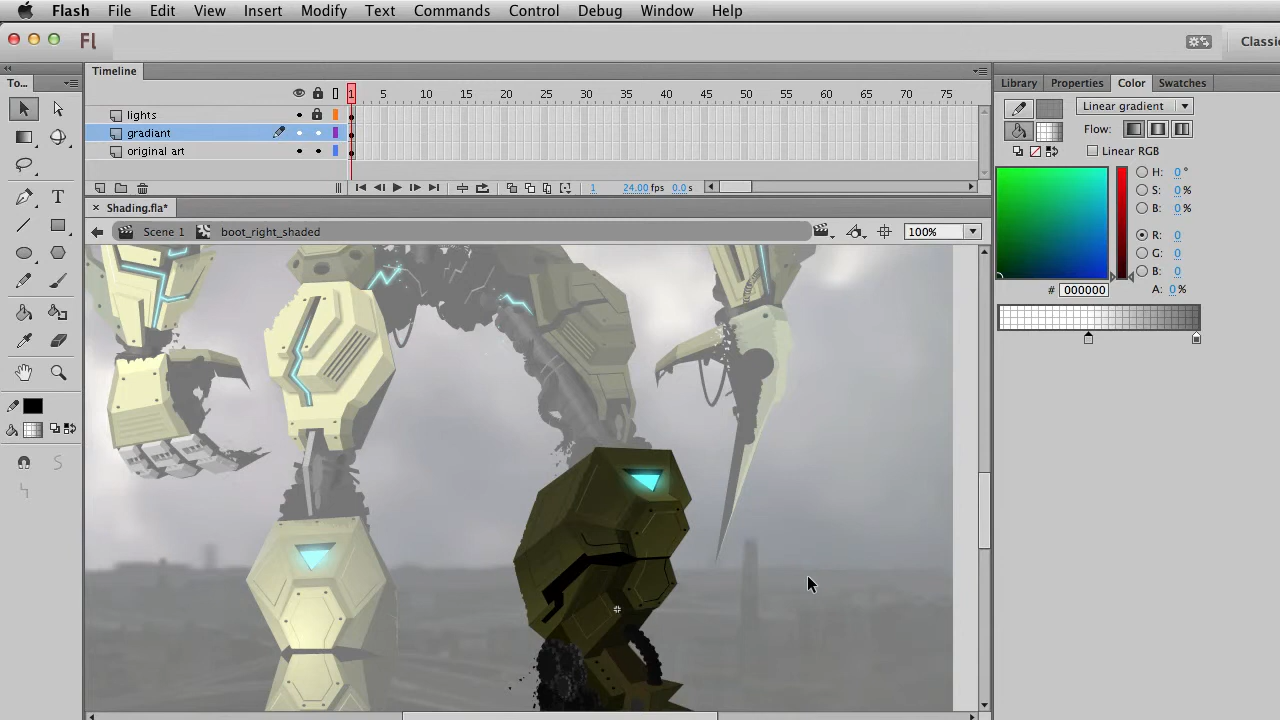 Flash File Edit View Insert Modify Text Commands Control Debug Window Help
Fl
Classi
To... Timeline Library Properties Color Swatches
1 5 10 15 20 25 30 35 40 45 50 55 60 65 70 75
lights
gradiant
original art
1 24.00 fps 0.0 s
Linear gradient
Flow:
Linear RGB
H: 0 °
S: 0 %
B: 0 %
R: 0
G: 0
B: 0
# 000000 A: 0 %
Shading.fla*
Scene 1 boot_right_shaded 100%
T